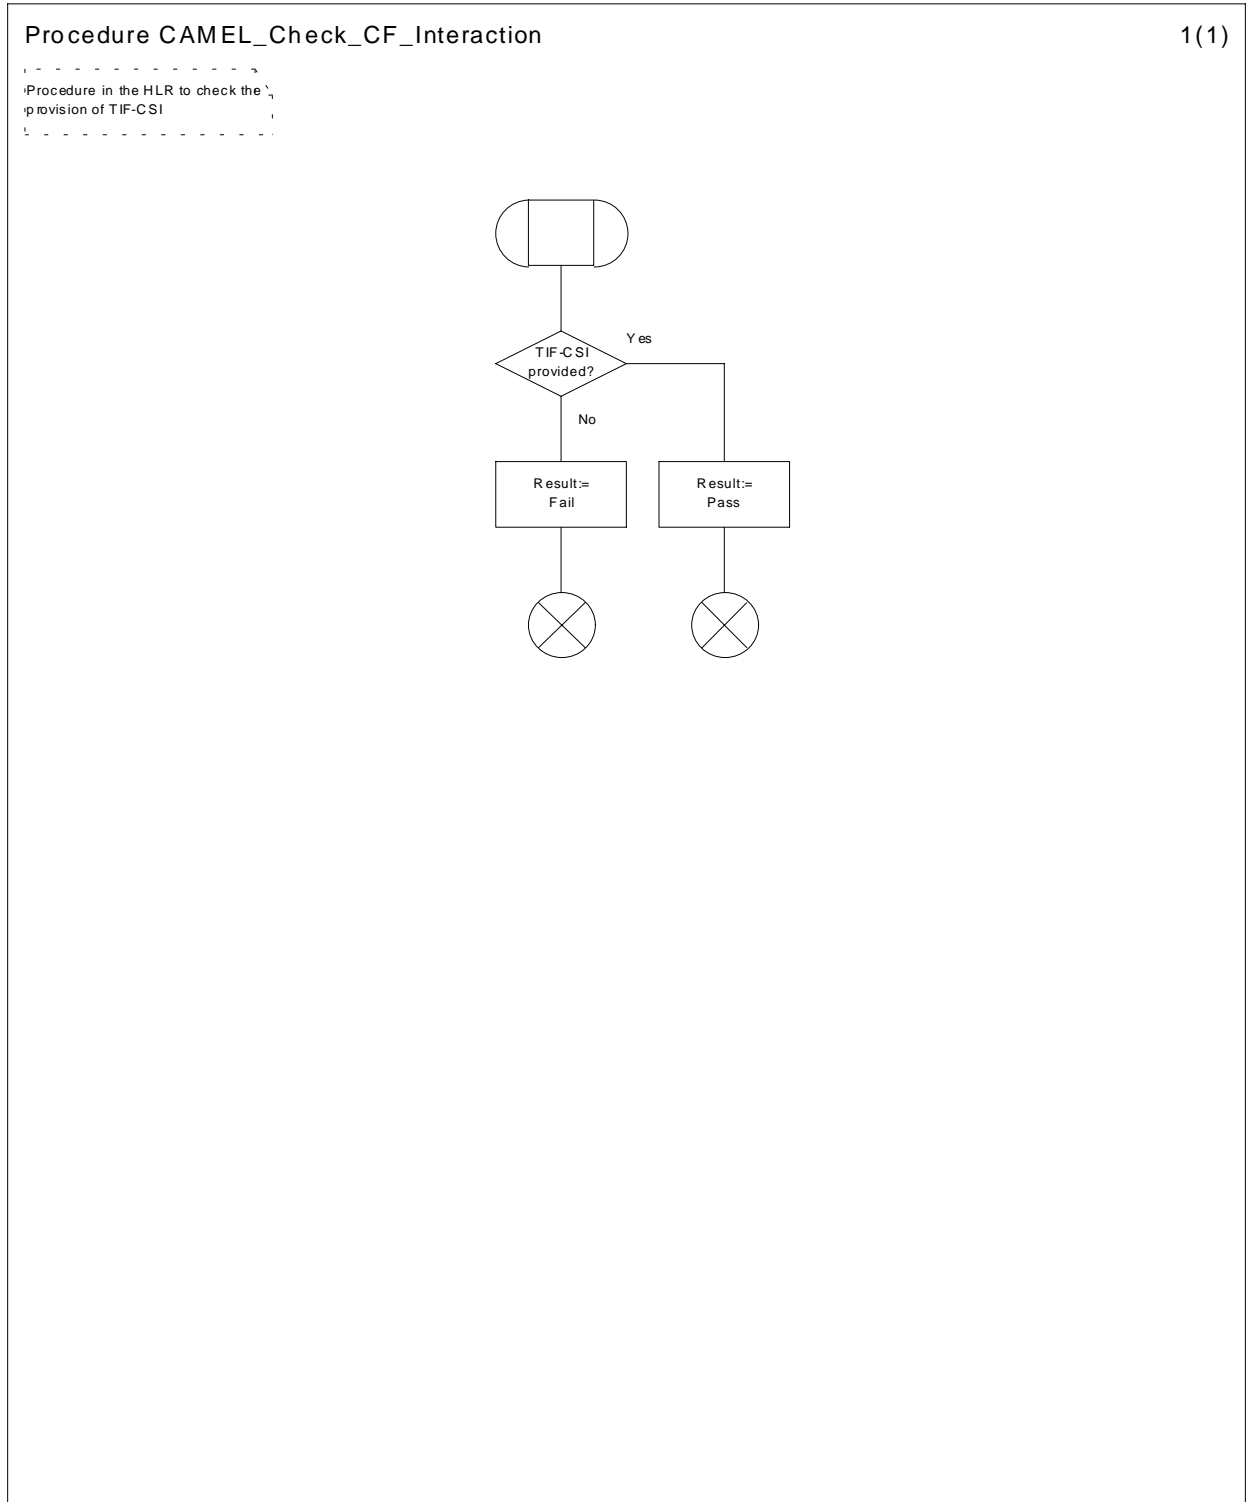 Procedure CAMEL_Check_CF_Interaction
1(1)
Procedure in the HLR to check the
provision of TIF-CSI
TIF-CSI
provided?
Yes
No
Result:=
Fail
Result:=
Pass